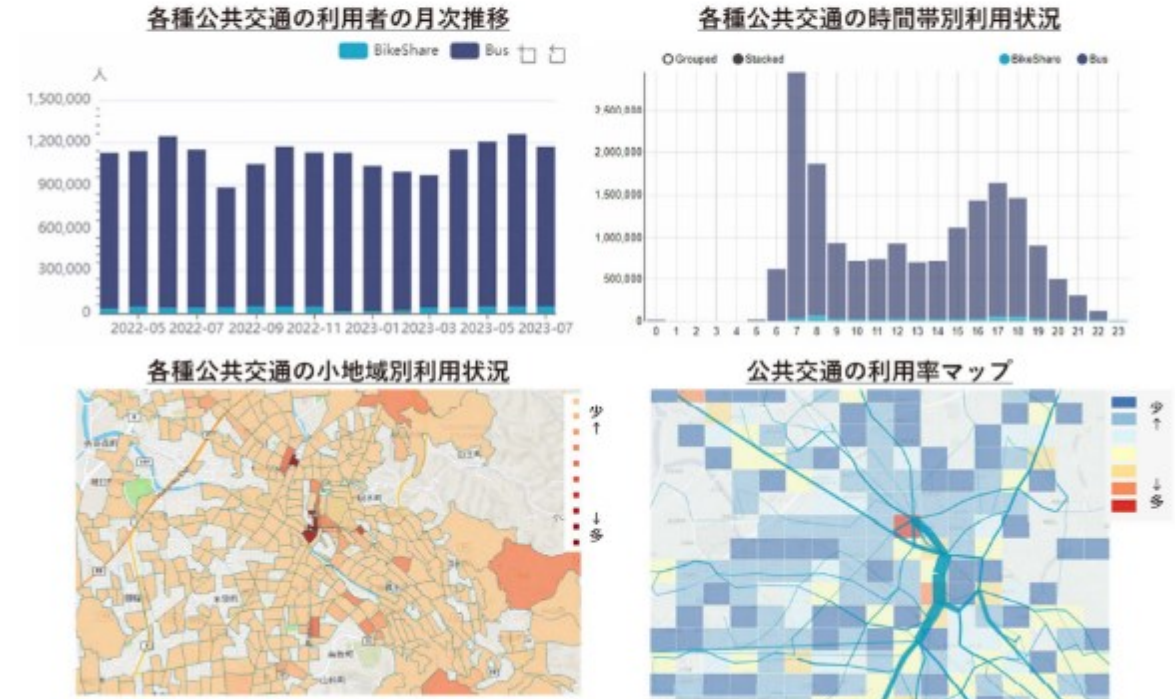 各種公共交通の利用者の月次推移
BikeShare Bus
人
1,500,000
1,200,000
900,000
600,000
300,000
0
2022-05 2022-07 2022-09 2022-11 2023-01 2023-03 2023-05 2023-07
各種公共交通の時間帯別利用状況
Grouped Stacked BikeShare Bus
2,500,000
2,000,000
1,500,000
1,000,000
500,000
0
0 1 2 3 4 5 6 7 8 9 10 11 12 13 14 15 16 17 18 19 20 21 22 23
各種公共交通の小地域別利用状況
少
↑
↓
多
公共交通の利用率マップ
少
↑
↓
多